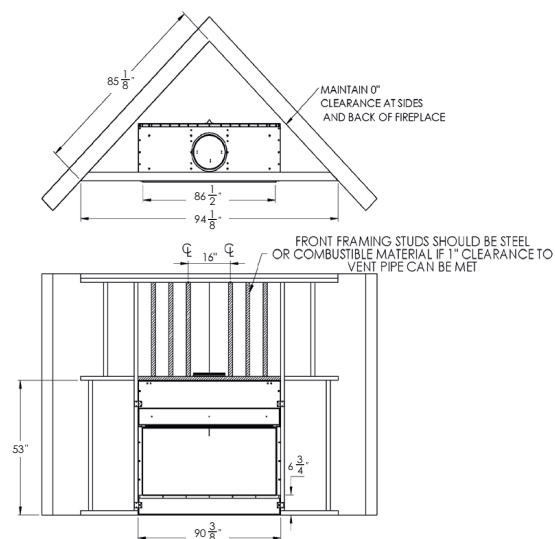 85 1/8"
MAINTAIN 0"
CLEARANCE AT SIDES
AND BACK OF FIREPLACE
86 1/2"
94 1/8"
FRONT FRAMING STUDS SHOULD BE STEEL
OR COMBUSTIBLE MATERIAL IF 1" CLEARANCE TO
VENT PIPE CAN BE MET
℄ ℄
16"
53"
6 3/4"
90 3/8"